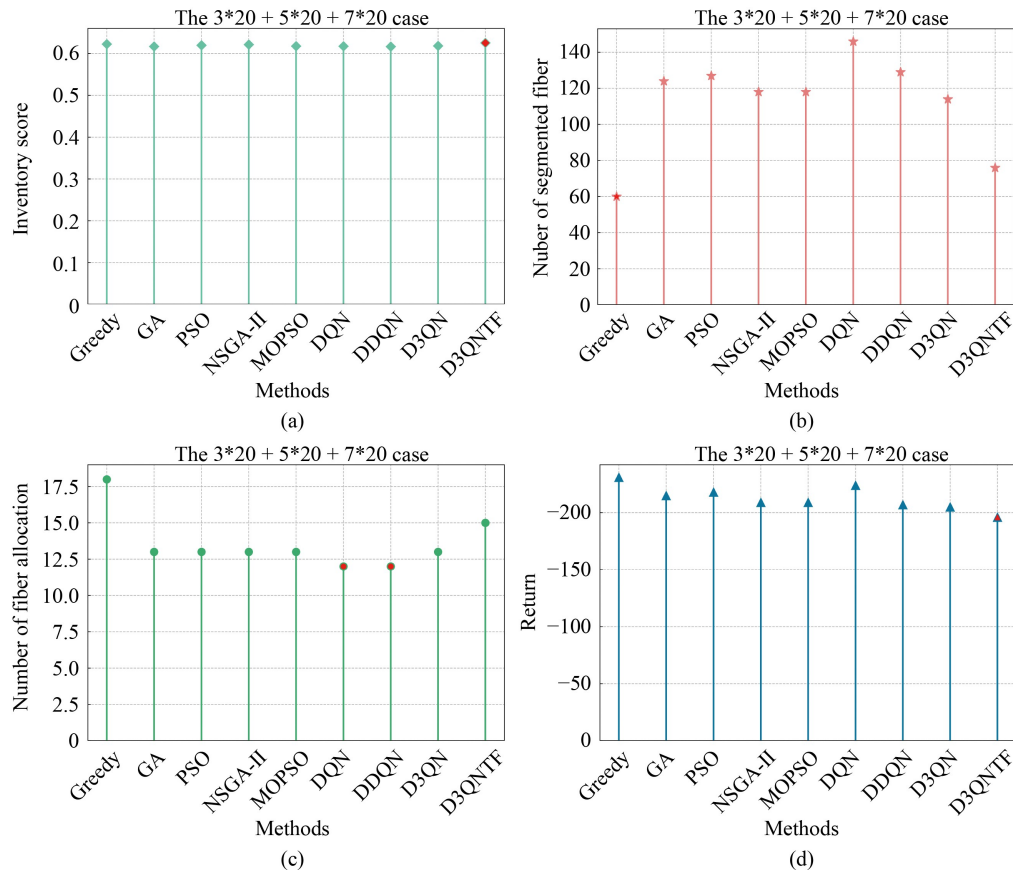 The 3*20 + 5*20 + 7*20 case
0.6
0.5
0.4
0.3
0.2
0.1
0
Inventory score
Greedy
GA
PSO
NSGA-II
MOPSO
DQN
DDQN
D3QN
D3QNTF
Methods
(a)
The 3*20 + 5*20 + 7*20 case
140
120
100
80
60
40
20
0
Nuber of segmented fiber
Greedy
GA
PSO
NSGA-II
MOPSO
DQN
DDQN
D3QN
D3QNTF
Methods
(b)
The 3*20 + 5*20 + 7*20 case
17.5
15.0
12.5
10.0
7.5
5.0
2.5
0
Number of fiber allocation
Greedy
GA
PSO
NSGA-II
MOPSO
DQN
DDQN
D3QN
D3QNTF
Methods
(c)
The 3*20 + 5*20 + 7*20 case
−200
−150
−100
−50
0
Return
Greedy
GA
PSO
NSGA-II
MOPSO
DQN
DDQN
D3QN
D3QNTF
Methods
(d)